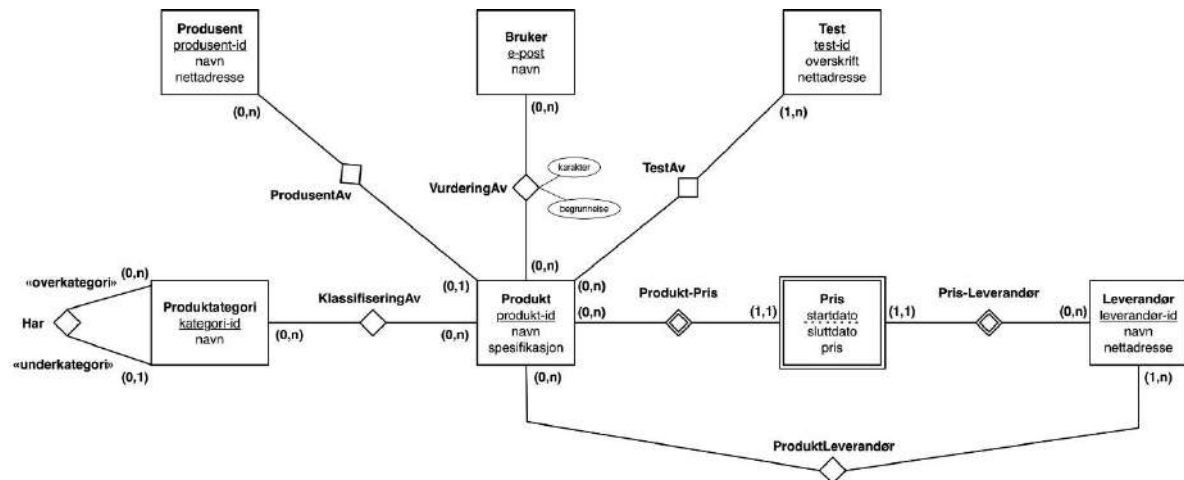 Produsent
produsent-id
navn
nettadresse
(0,n)
Bruker
e-post
navn
(0,n)
Test
test-id
overskrift
nettadresse
(1,n)
ProdusentAv
VurderingAv
karakter
begrunnelse
TestAv
«overkategori»
(0,n)
Har
«underkategori»
(0,1)
Produktategori
kategori-id
navn
(0,n)
KlassifiseringAv
(0,n)
(0,1)
(0,n)
(0,n)
Produkt
produkt-id
navn
spesifikasjon
(0,n)
(0,n)
Produkt-Pris
(1,1)
Pris
startdato
sluttdato
pris
(1,1)
Pris-Leverandør
(0,n)
Leverandør
leverandør-id
navn
nettadresse
(1,n)
ProduktLeverandør